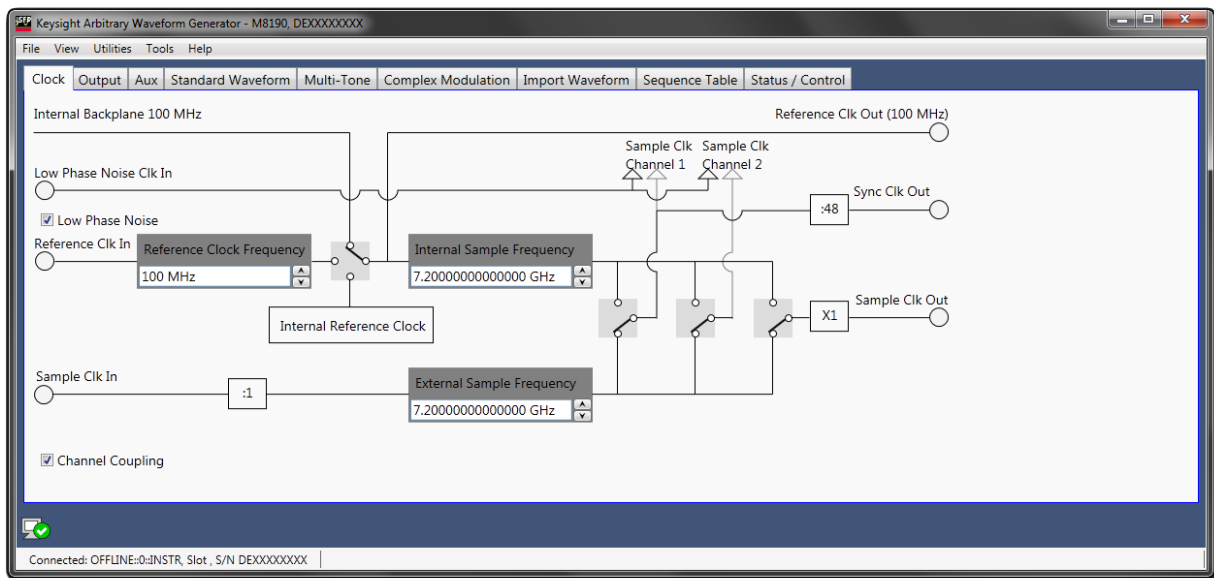 Keysight Arbitrary Waveform Generator - M8190, DEXXXXXXXX
File View Utilities Tools Help
Clock Output Aux Standard Waveform Multi-Tone Complex Modulation Import Waveform Sequence Table Status / Control
Internal Backplane 100 MHz
Reference Clk Out (100 MHz)
Sample Clk Channel 1
Sample Clk Channel 2
Low Phase Noise Clk In
Sync Clk Out
:48
Low Phase Noise
Reference Clk In
Reference Clock Frequency
100 MHz
Internal Sample Frequency
7.20000000000000 GHz
Internal Reference Clock
Sample Clk Out
X1
Sample Clk In
:1
External Sample Frequency
7.20000000000000 GHz
Channel Coupling
Connected: OFFLINE::0::INSTR, Slot , S/N DEXXXXXXXX